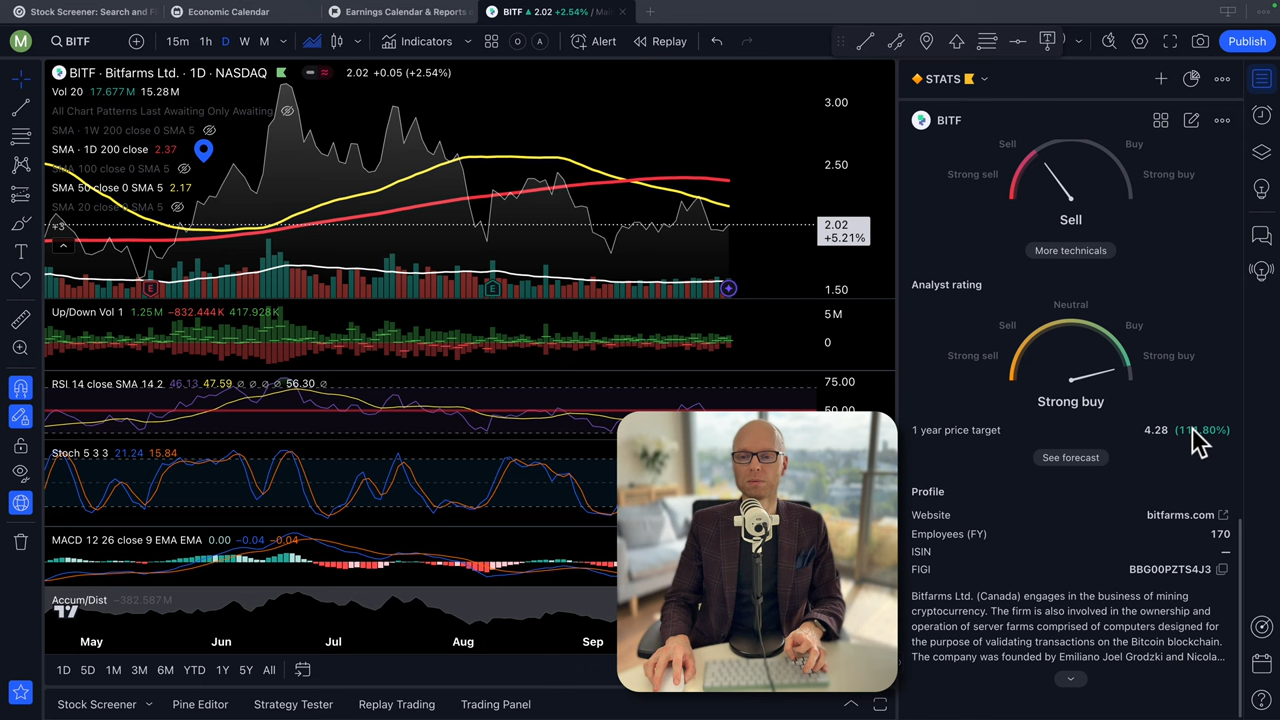 Stock Screener: Search and Fi
Economic Calendar
Earnings Calendar & Reports o
BITF ▲ 2.02 +2.54% / Main
M
BITF
15m 1h D W M
Indicators
Alert
Replay
Publish
BITF · Bitfarms Ltd. · 1D · NASDAQ
2.02 +0.05 (+2.54%)
Vol 20 17.677M 15.28M
All Chart Patterns Last Awaiting Only Awaiting
SMA · 1W 200 close 0 SMA 5
SMA · 1D 200 close 2.37
SMA 100 close 0 SMA 5
SMA 50 close 0 SMA 5 2.17
SMA 20 close 0 SMA 5
+3
3.00
2.50
2.02
+5.21%
1.50
E
E
Up/Down Vol 1 1.25M −832.444K 417.928K
5 M
0
RSI 14 close SMA 14 2 46.13 47.59 ∅ ∅ ∅ ∅ 56.30 ∅
75.00
50.00
Stoch 5 3 3 21.24 15.84
MACD 12 26 close 9 EMA EMA 0.00 −0.04 −0.04
Accum/Dist −382.587M
May Jun Jul Aug Sep
1D 5D 1M 3M 6M YTD 1Y 5Y All
Stock Screener
Pine Editor
Strategy Tester
Replay Trading
Trading Panel
STATS
BITF
Sell Buy
Strong sell Strong buy
Sell
More technicals
Analyst rating
Neutral
Sell Buy
Strong sell Strong buy
Strong buy
1 year price target 4.28
See forecast
Profile
Website bitfarms.com
Employees (FY) 170
ISIN —
FIGI BBG00PZTS4J3
Bitfarms Ltd. (Canada) engages in the business of mining
cryptocurrency. The firm is also involved in the ownership and
operation of server farms comprised of computers designed for
the purpose of validating transactions on the Bitcoin blockchain.
The company was founded by Emiliano Joel Grodzki and Nicola...